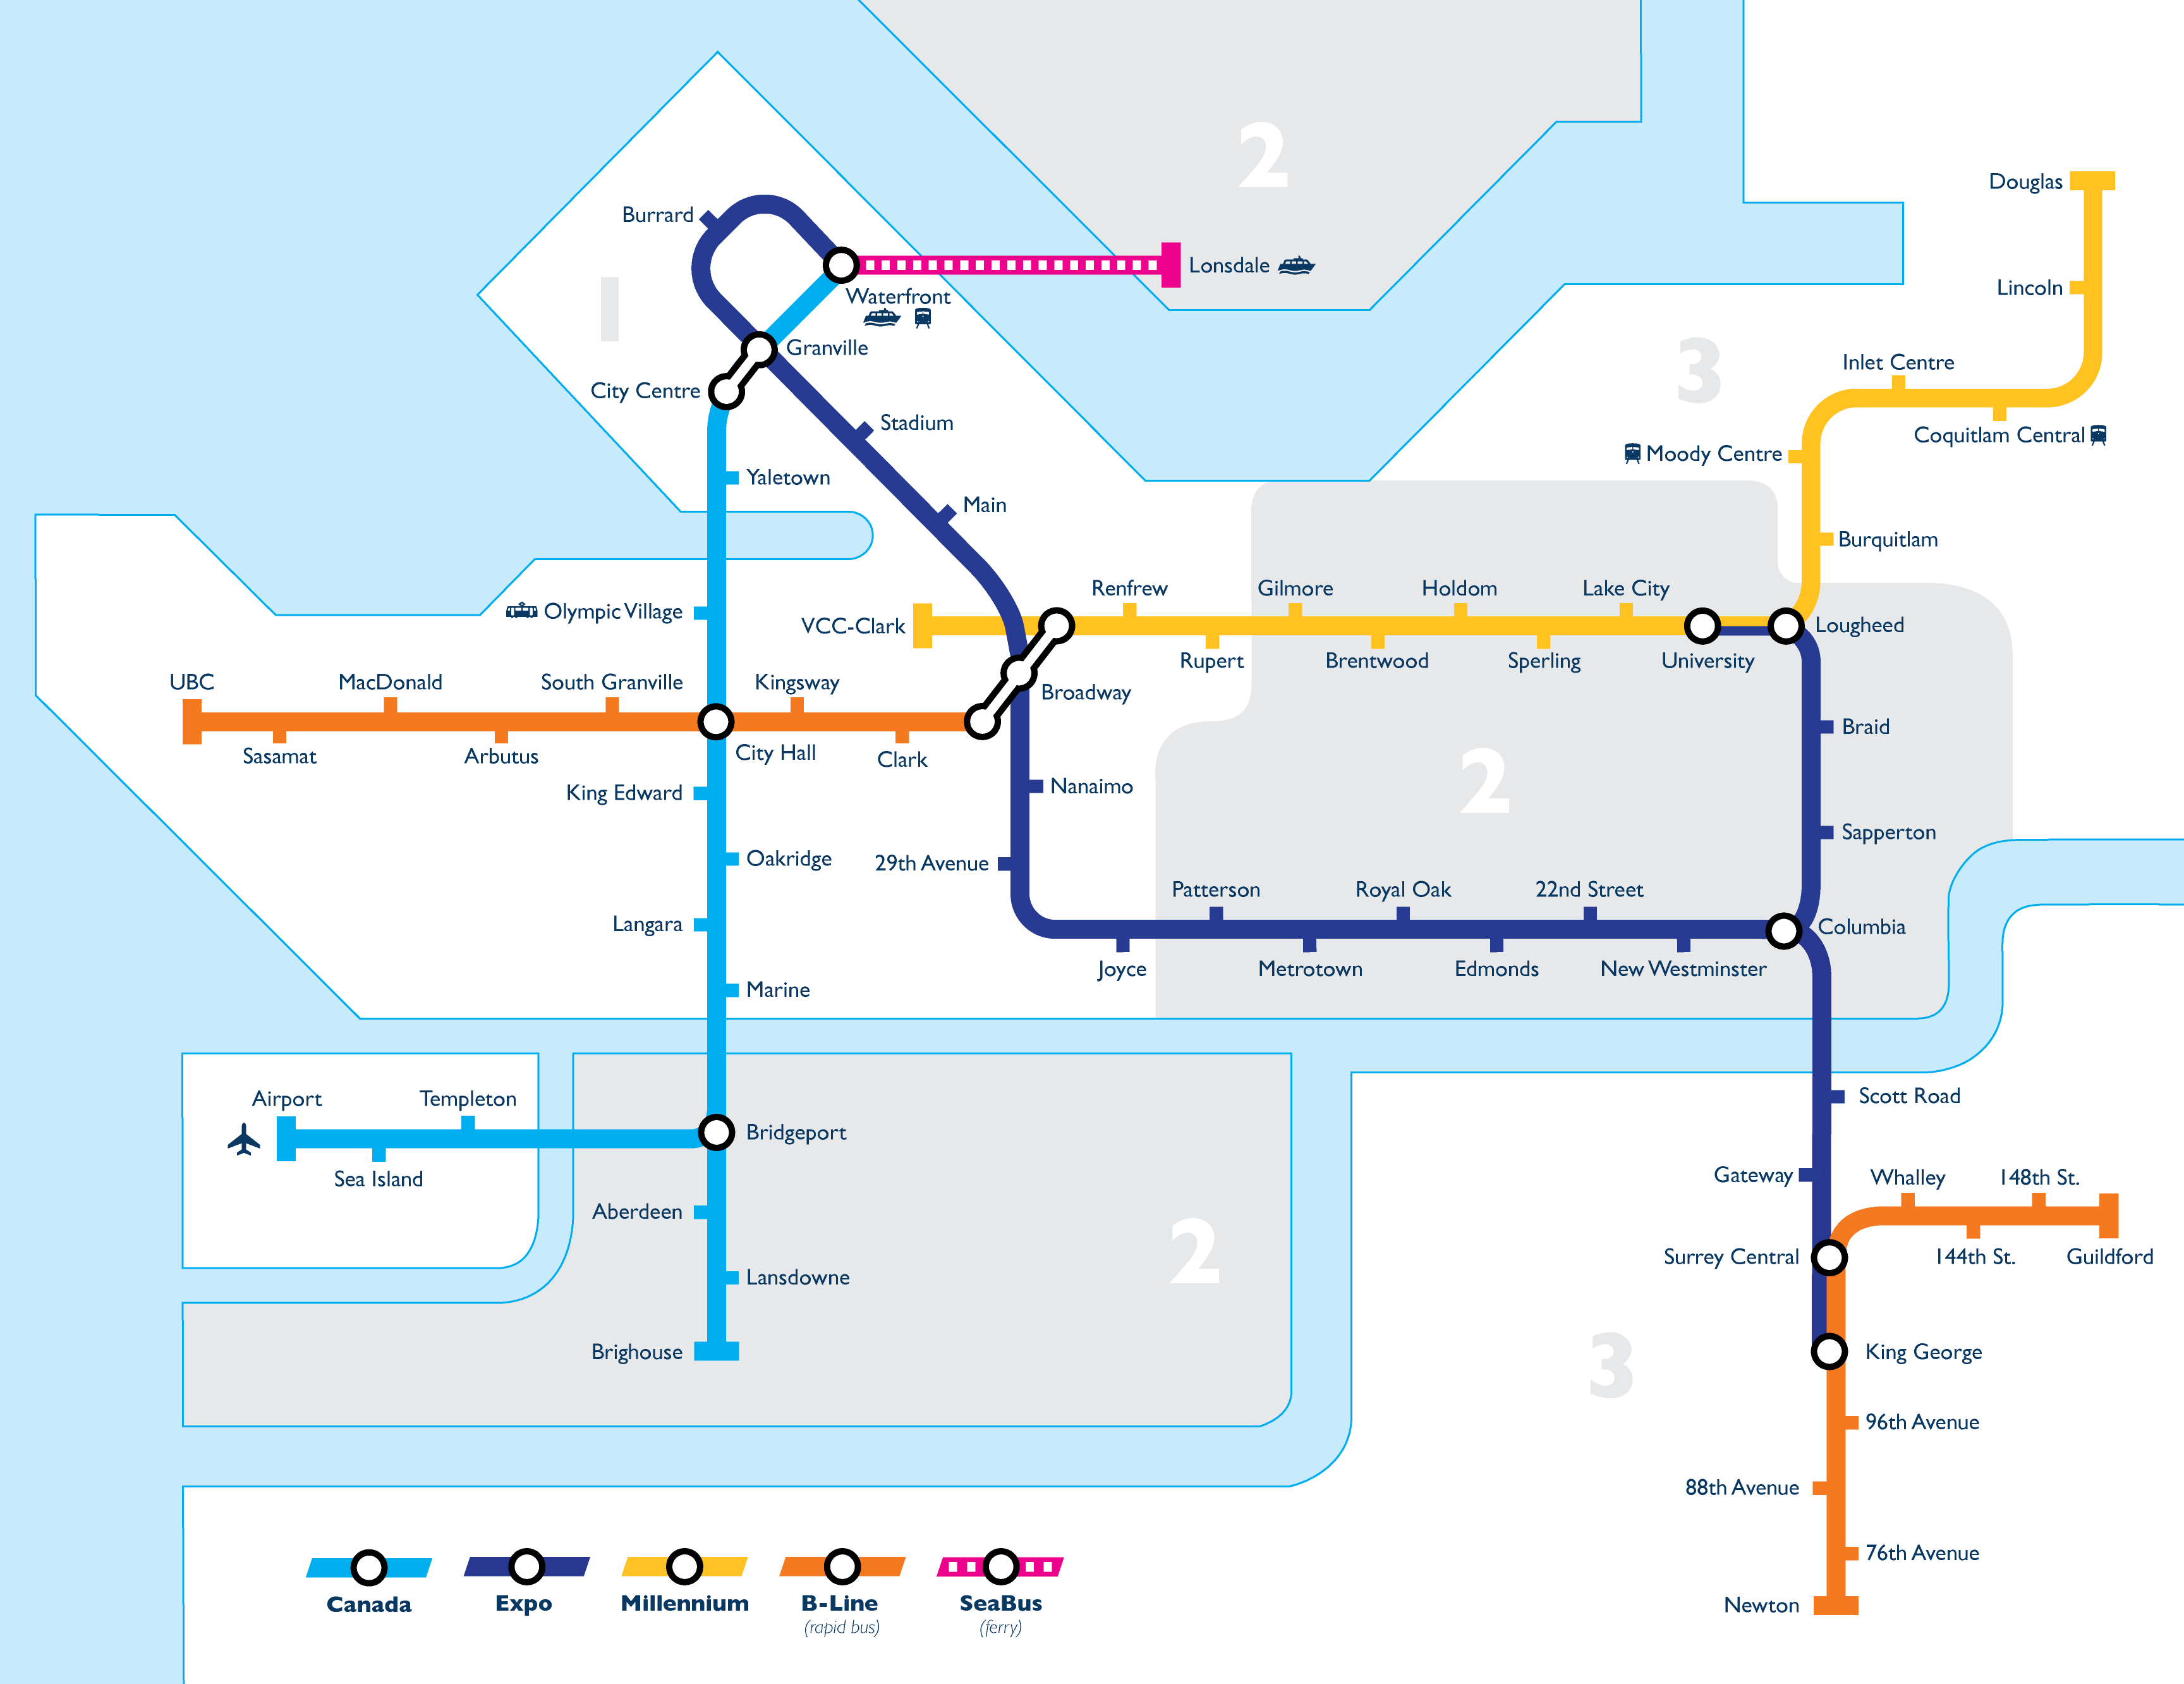 2
Douglas
Burrard
Lonsdale
Lincoln
Waterfront
1
3
Granville
Inlet Centre
City Centre
Stadium
Coquitlam Central
Moody Centre
Yaletown
Main
Burquitlam
Renfrew
Gilmore
Holdom
Lake City
Olympic Village
VCC-Clark
Lougheed
Rupert
Brentwood
Sperling
University
UBC
MacDonald
South Granville
Kingsway
Broadway
Braid
Sasamat
Arbutus
City Hall
Clark
2
King Edward
Nanaimo
Sapperton
Oakridge
29th Avenue
Patterson
Royal Oak
22nd Street
Langara
Columbia
Joyce
Metrotown
Edmonds
New Westminster
Marine
Airport
Templeton
Scott Road
Bridgeport
Sea Island
Gateway
Whalley
148th St.
Aberdeen
2
Surrey Central
144th St.
Guildford
Lansdowne
Brighouse
3
King George
96th Avenue
88th Avenue
76th Avenue
Newton
Canada
Expo
Millennium
B-Line
(rapid bus)
SeaBus
(ferry)